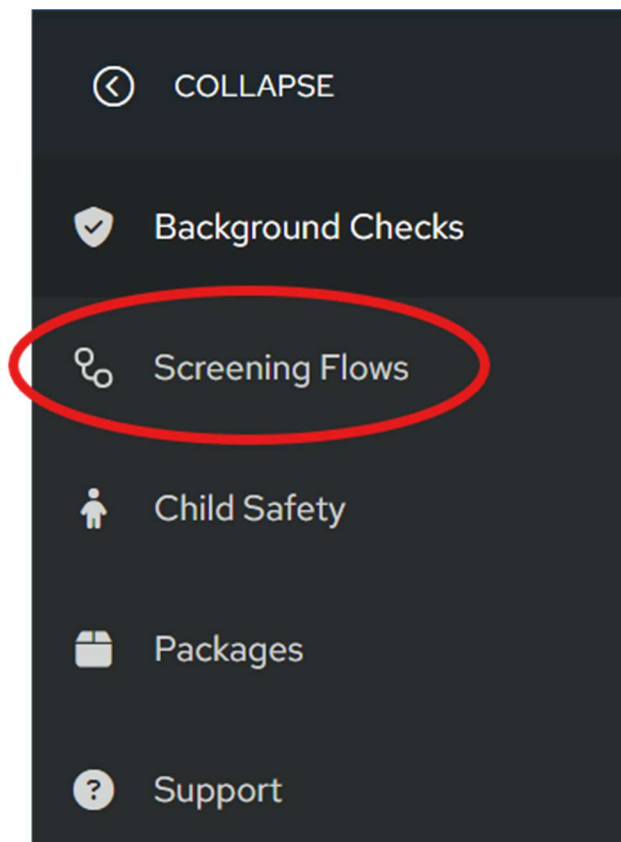 COLLAPSE
Background Checks
Screening Flows
Child Safety
Packages
Support